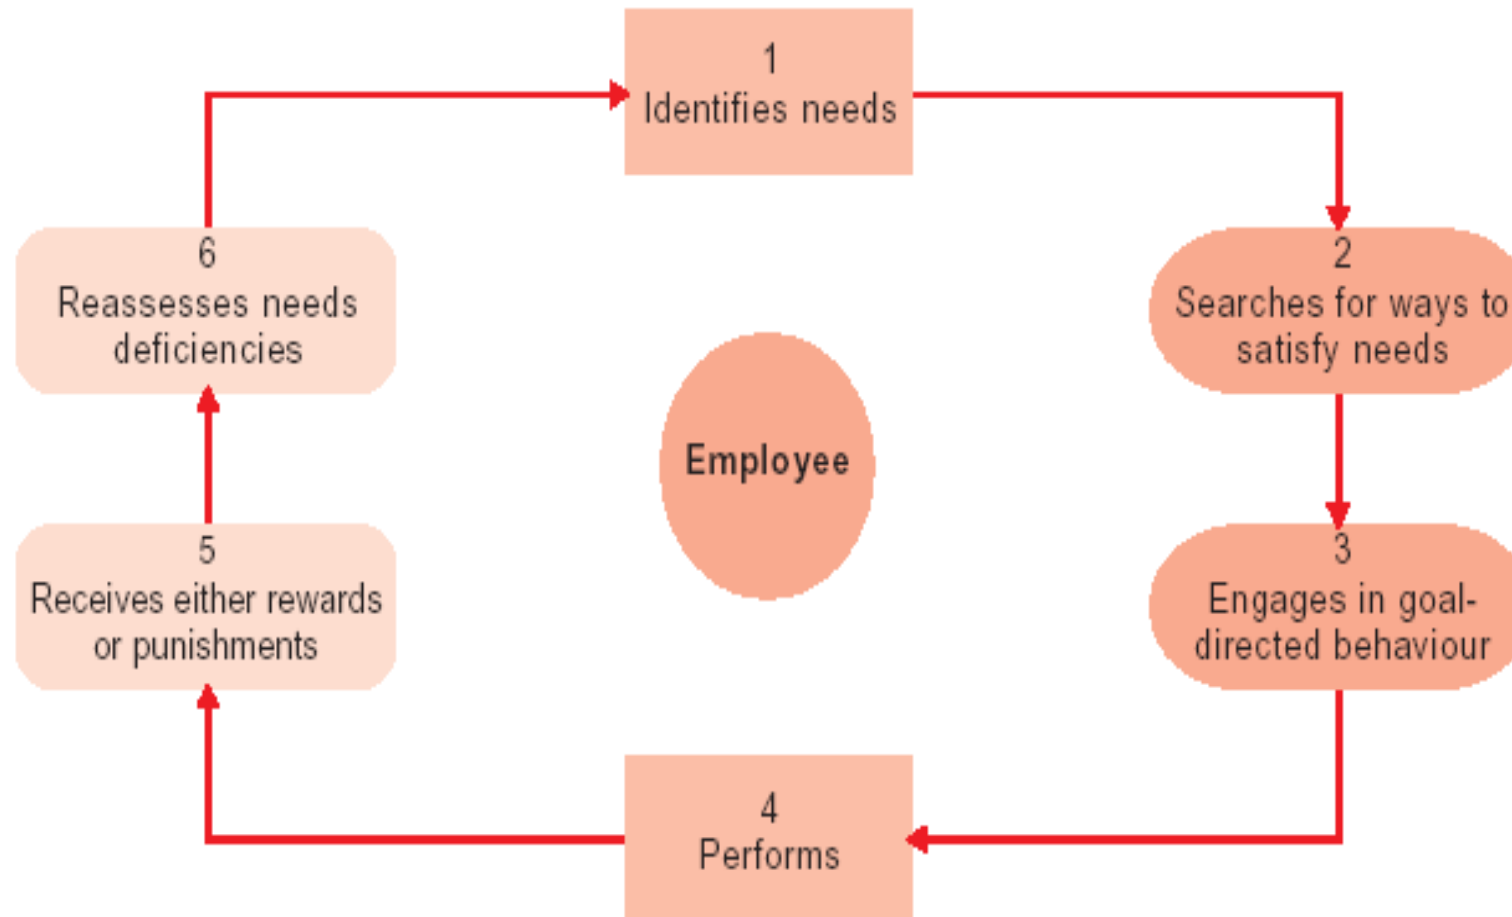 1
Identifies needs
2
Searches for ways to
satisfy needs
3
Engages in goal-
directed behaviour
4
Performs
5
Receives either rewards
or punishments
6
Reassesses needs
deficiencies
Employee